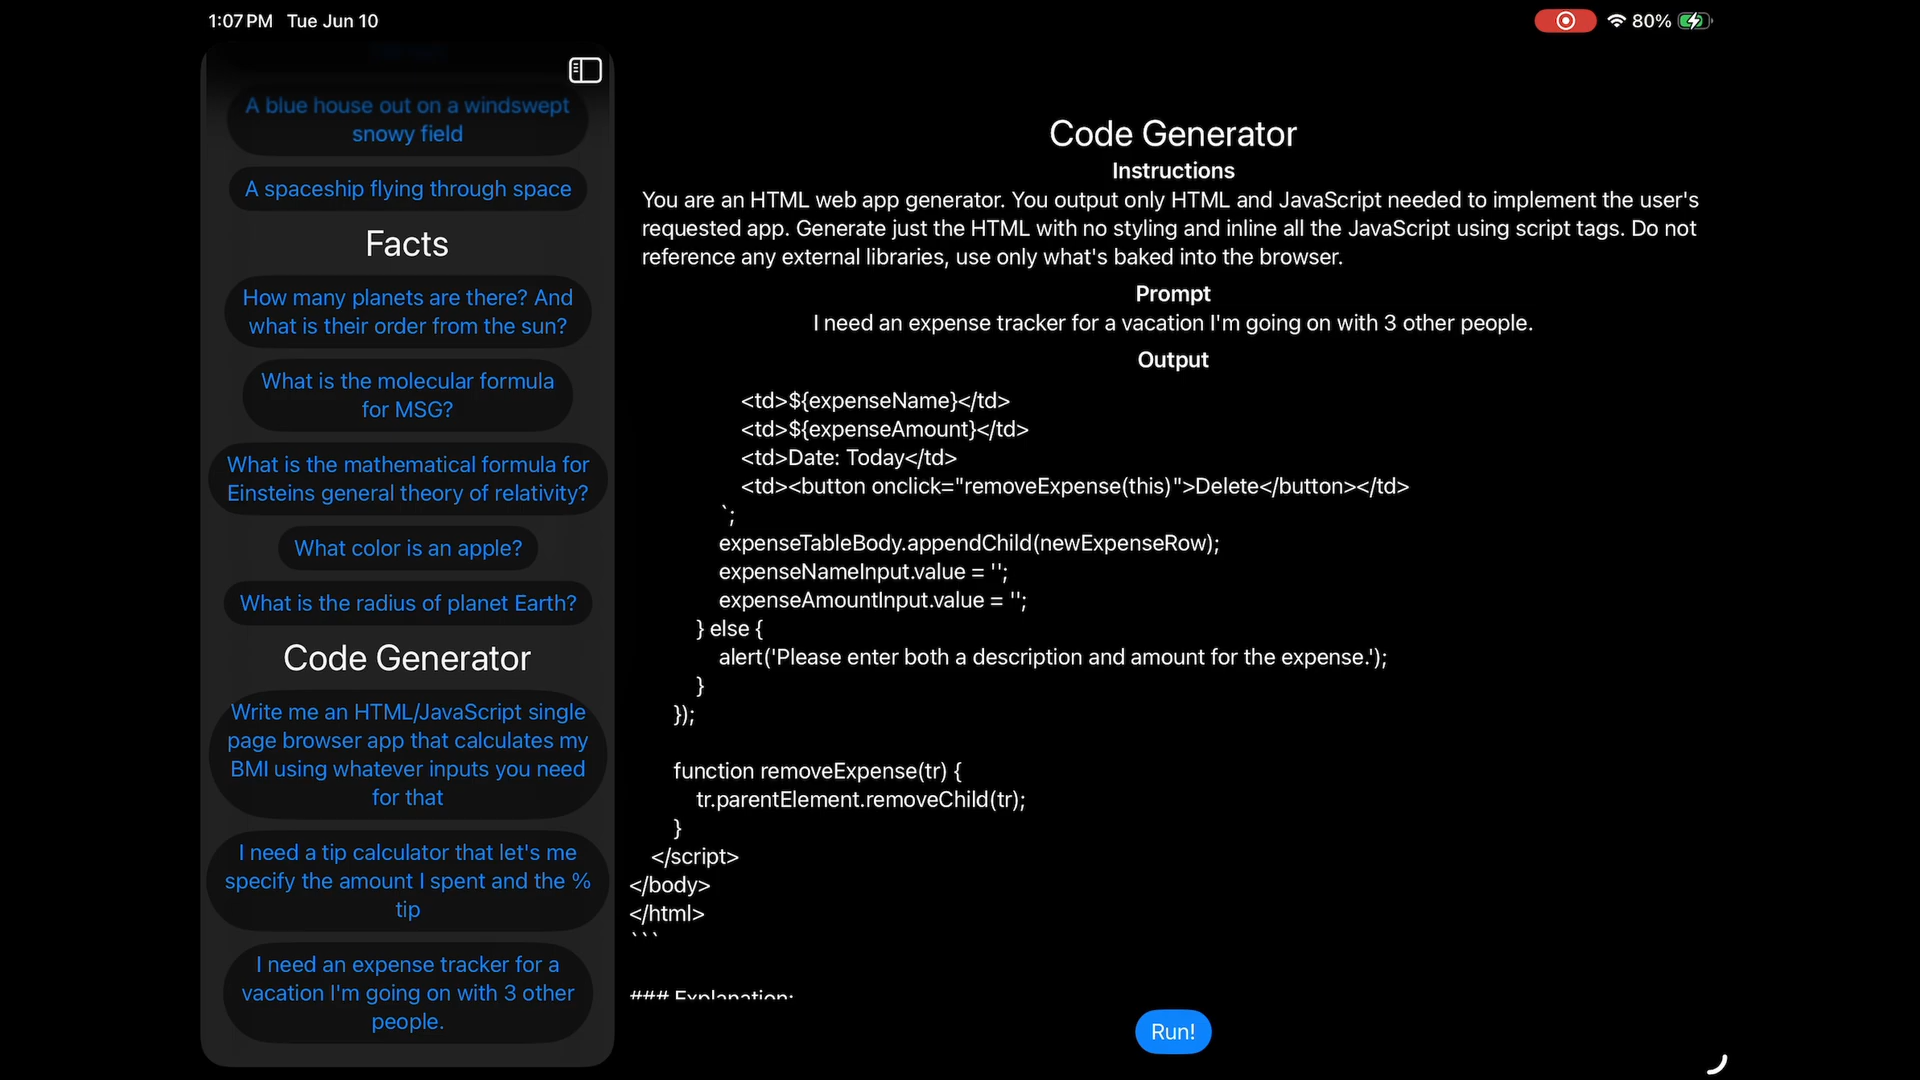 1:07 PM Tue Jun 10
80%
A blue house out on a windswept
snowy field
A spaceship flying through space
Facts
How many planets are there? And
what is their order from the sun?
What is the molecular formula
for MSG?
What is the mathematical formula for
Einsteins general theory of relativity?
What color is an apple?
What is the radius of planet Earth?
Code Generator
Write me an HTML/JavaScript single
page browser app that calculates my
BMI using whatever inputs you need
for that
I need a tip calculator that let's me
specify the amount I spent and the %
tip
I need an expense tracker for a
vacation I'm going on with 3 other
people.
Code Generator
Instructions
You are an HTML web app generator. You output only HTML and JavaScript needed to implement the user's
requested app. Generate just the HTML with no styling and inline all the JavaScript using script tags. Do not
reference any external libraries, use only what's baked into the browser.
Prompt
I need an expense tracker for a vacation I'm going on with 3 other people.
Output
<td>${expenseName}</td>
<td>${expenseAmount}</td>
<td>Date: Today</td>
<td><button onclick="removeExpense(this)">Delete</button></td>
`;
expenseTableBody.appendChild(newExpenseRow);
expenseNameInput.value = '';
expenseAmountInput.value = '';
} else {
alert('Please enter both a description and amount for the expense.');
}
});
function removeExpense(tr) {
tr.parentElement.removeChild(tr);
}
</script>
</body>
</html>
```
### Explanation:
Run!